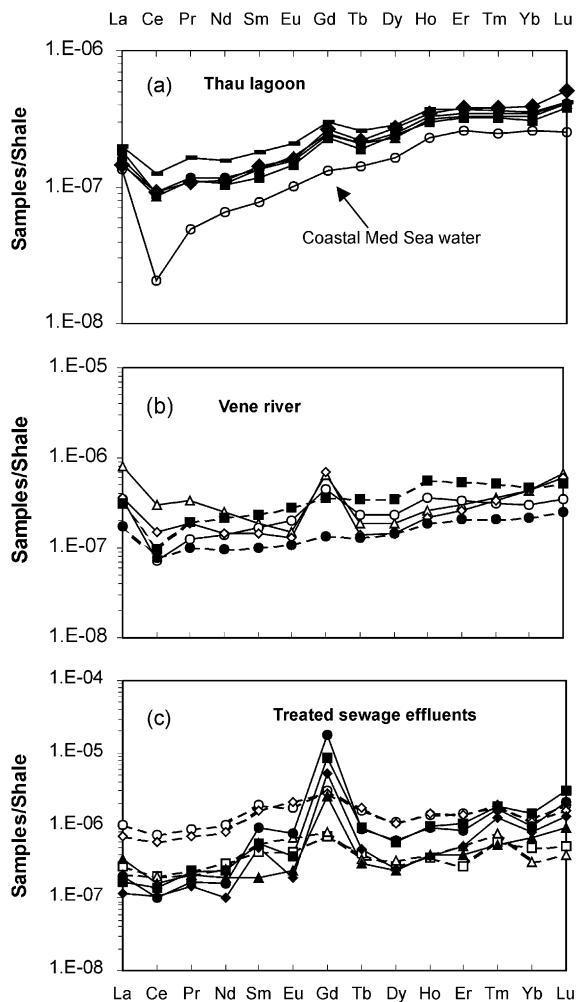 La Ce Pr Nd Sm Eu Gd Tb Dy Ho Er Tm Yb Lu
1.E-06
(a) Thau lagoon
Samples/Shale
1.E-07
Coastal Med Sea water
1.E-08
1.E-05
(b) Vene river
1.E-06
Samples/Shale
1.E-07
1.E-08
1.E-04
(c) Treated sewage effluents
1.E-05
Samples/Shale
1.E-06
1.E-07
1.E-08
La Ce Pr Nd Sm Eu Gd Tb Dy Ho Er Tm Yb Lu